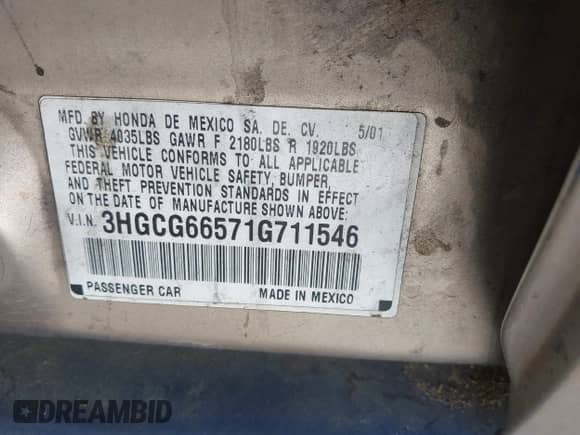 MFD. BY HONDA DE MEXICO SA. DE. CV. 5/01
GVWR 4035LBS GAWR F 2180LBS R 1920LBS
THIS VEHICLE CONFORMS TO ALL APPLICABLE
FEDERAL MOTOR VEHICLE SAFETY, BUMPER,
AND THEFT PREVENTION STANDARDS IN EFFECT
ON THE DATE OF MANUFACTURE SHOWN ABOVE:
V.I.N. 3HGCG66571G711546
PASSENGER CAR MADE IN MEXICO
DREAMBID